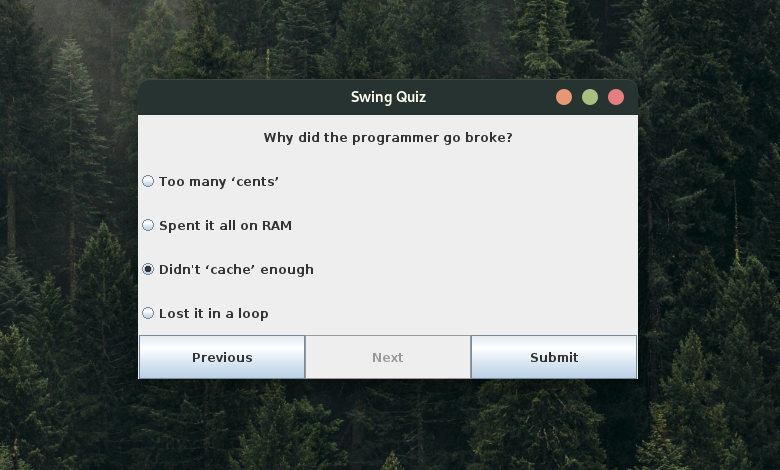 Swing Quiz
Why did the programmer go broke?
Too many ‘cents’
Spent it all on RAM
Didn't ‘cache’ enough
Lost it in a loop
Previous Next Submit